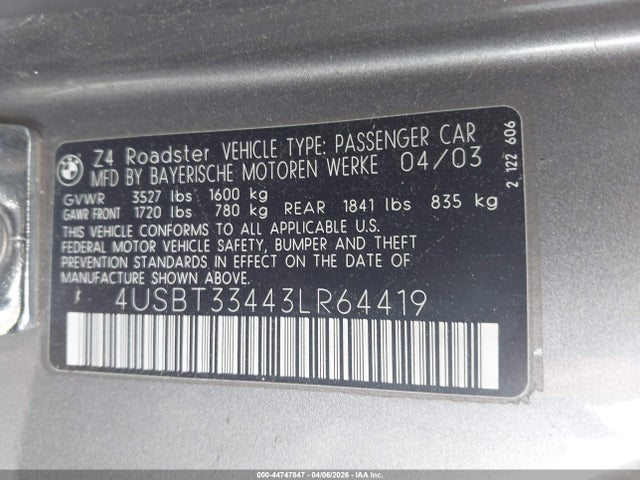 BMW
Z4 Roadster VEHICLE TYPE: PASSENGER CAR
MFD BY BAYERISCHE MOTOREN WERKE 04/03
GVWR 3527 lbs 1600 kg
GAWR FRONT 1720 lbs 780 kg REAR 1841 lbs 835 kg
THIS VEHICLE CONFORMS TO ALL APPLICABLE U.S.
FEDERAL MOTOR VEHICLE SAFETY, BUMPER AND THEFT
PREVENTION STANDARDS IN EFFECT ON THE DATE OF
MANUFACTURE SHOWN ABOVE.
4USBT33443LR64419
2 122 606
000-44747847 - 04/06/2026 - IAA Inc.